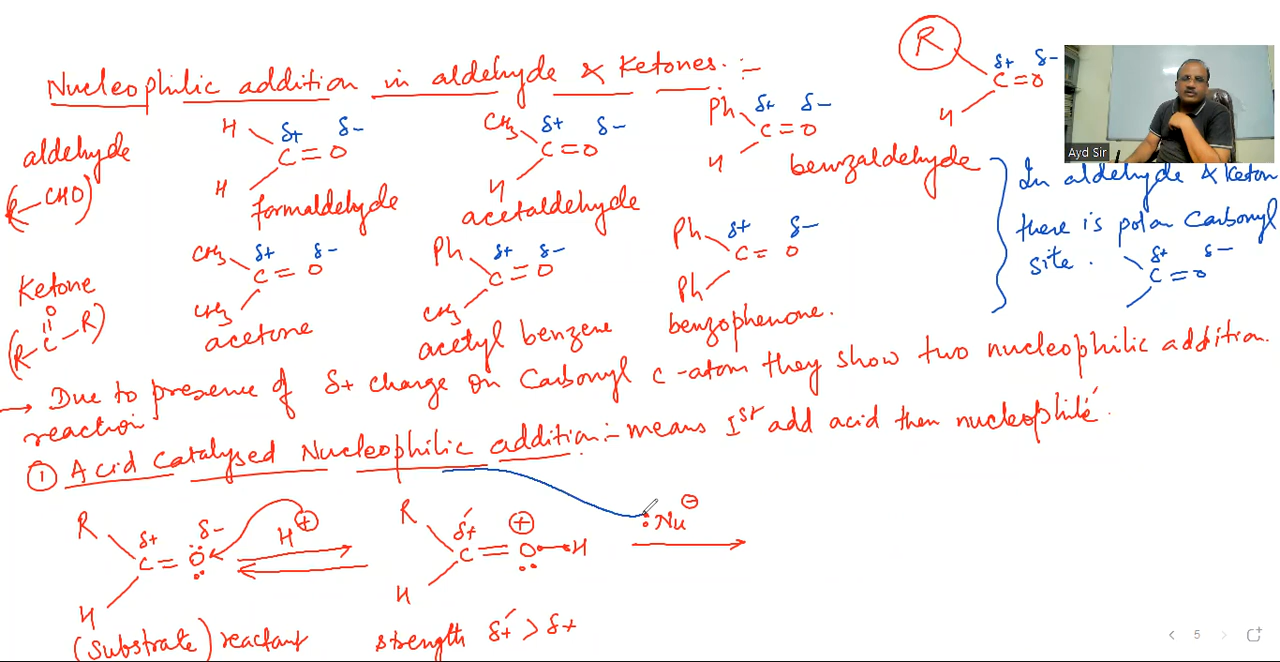 Nucleophilic addition in aldehyde & Ketones :-
aldehyde
(R-CHO)
H
H
δ+ δ-
C=O
formaldehyde
CH3
H
δ+ δ-
C=O
acetaldehyde
Ph
H
δ+ δ-
C=O
benzaldehyde
R
H
δ+ δ-
C=O
Ayd Sir
In aldehyde & Keton
there is polar Carbonyl
site.
δ+ δ-
C=O
Ketone
O
(R-C-R)
CH3
CH3
δ+ δ-
C=O
acetone
Ph
CH3
δ+ δ-
C=O
acetyl benzene
Ph
Ph
δ+ δ-
C=O
benzophenone.
→ Due to presence of δ+ charge on Carbonyl C-atom they show two nucleophilic addition.
reaction
① Acid Catalysed Nucleophilic addition:- means Ist add acid then nucleophile.
R
H
δ+ δ-
C=O
H⊕
R
H
δ+' ⊕
C=O-H
:Nu⊖
(Substrate) reactant
strength δ+' > δ+
5